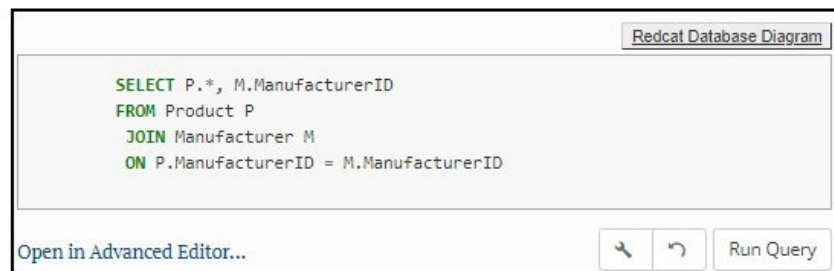 Redcat Database Diagram
SELECT P.*, M.ManufacturerID
FROM Product P
JOIN Manufacturer M
ON P.ManufacturerID = M.ManufacturerID
Open in Advanced Editor...
Run Query